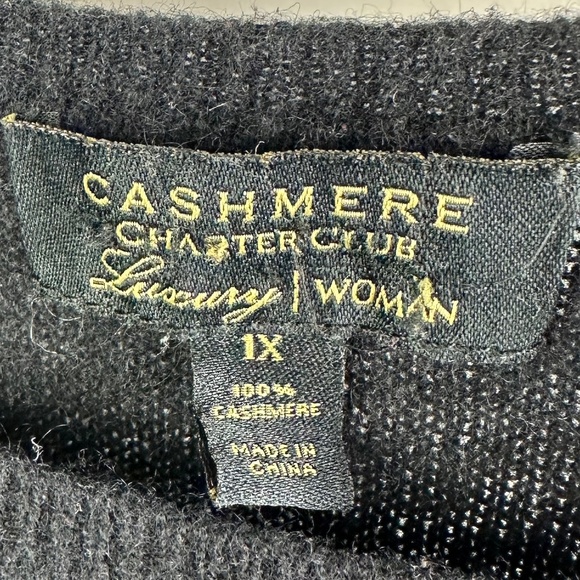 CASHMERE
CHARTER CLUB
Luxury | WOMAN
1X
100%
CASHMERE
MADE IN
CHINA